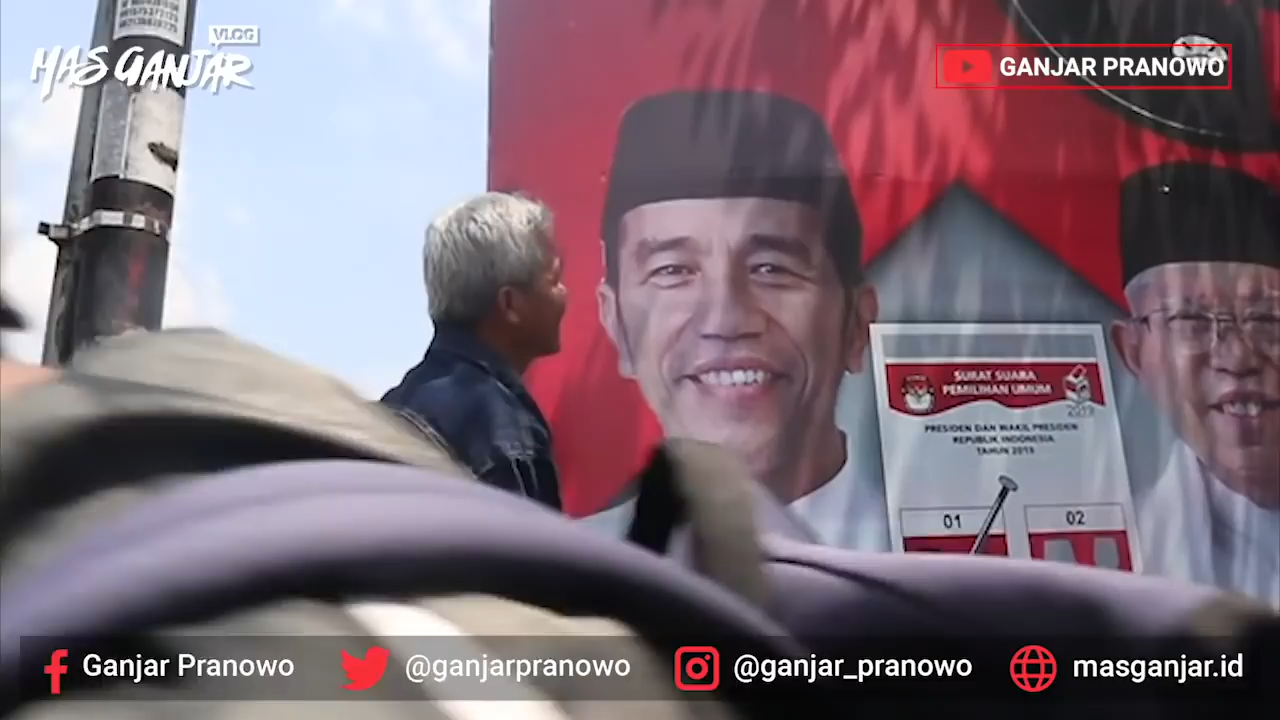 VLOG
MAS GANJAR
GANJAR PRANOWO
SURAT SUARA
PEMILIHAN UMUM
2019
PRESIDEN DAN WAKIL PRESIDEN
REPUBLIK INDONESIA
TAHUN 2019
01
02
Ganjar Pranowo
@ganjarpranowo
@ganjar_pranowo
masganjar.id